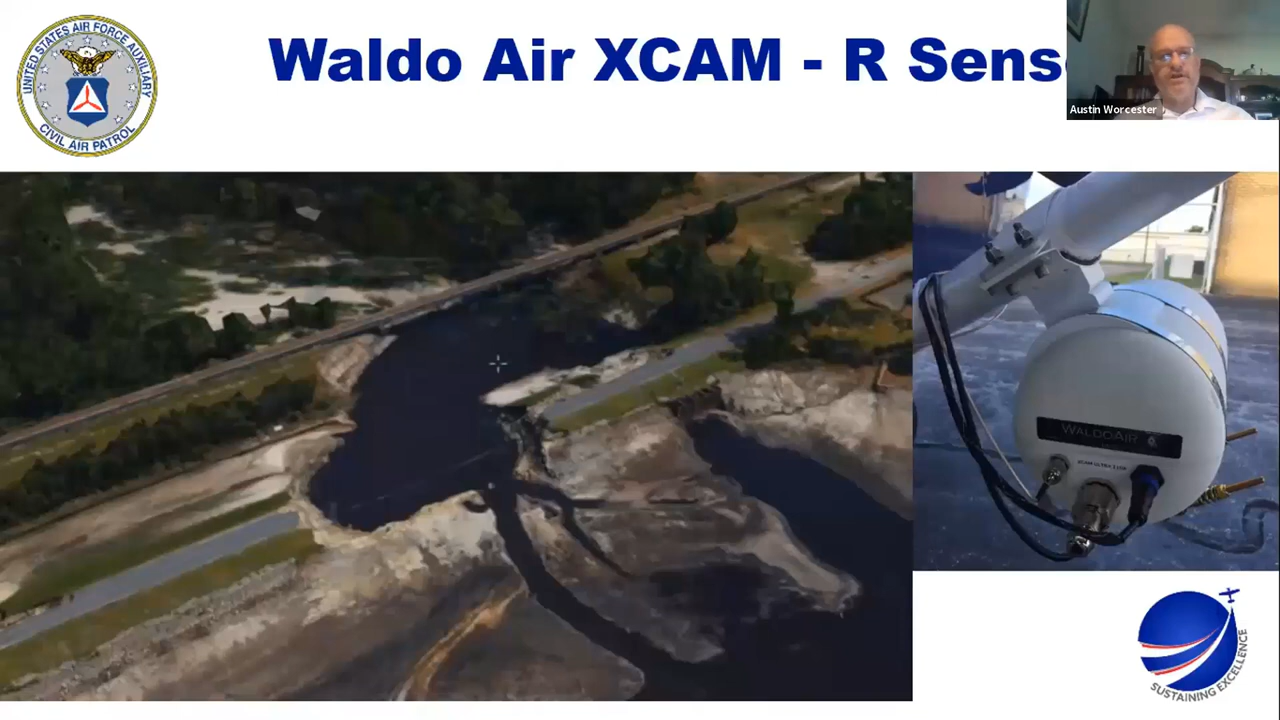 UNITED STATES AIR FORCE AUXILIARY
CIVIL AIR PATROL
Waldo Air XCAM - R Sens
Austin Worcester
WALDOAIR
SUSTAINING EXCELLENCE